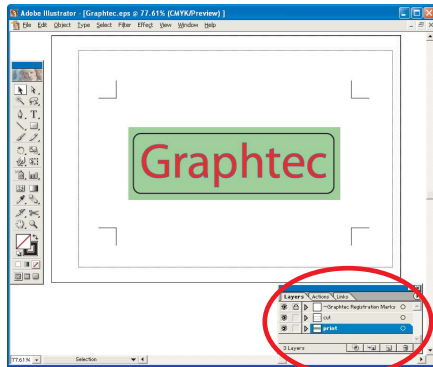 Adobe Illustrator - [Graphtec.eps @ 77.61% (CMYK/Preview) ]
File Edit Object Type Select Filter Effect View Window Help
Graphtec
Layers Actions Links
~Graphtec Registration Marks
cut
print
3 Layers
77.61% Selection